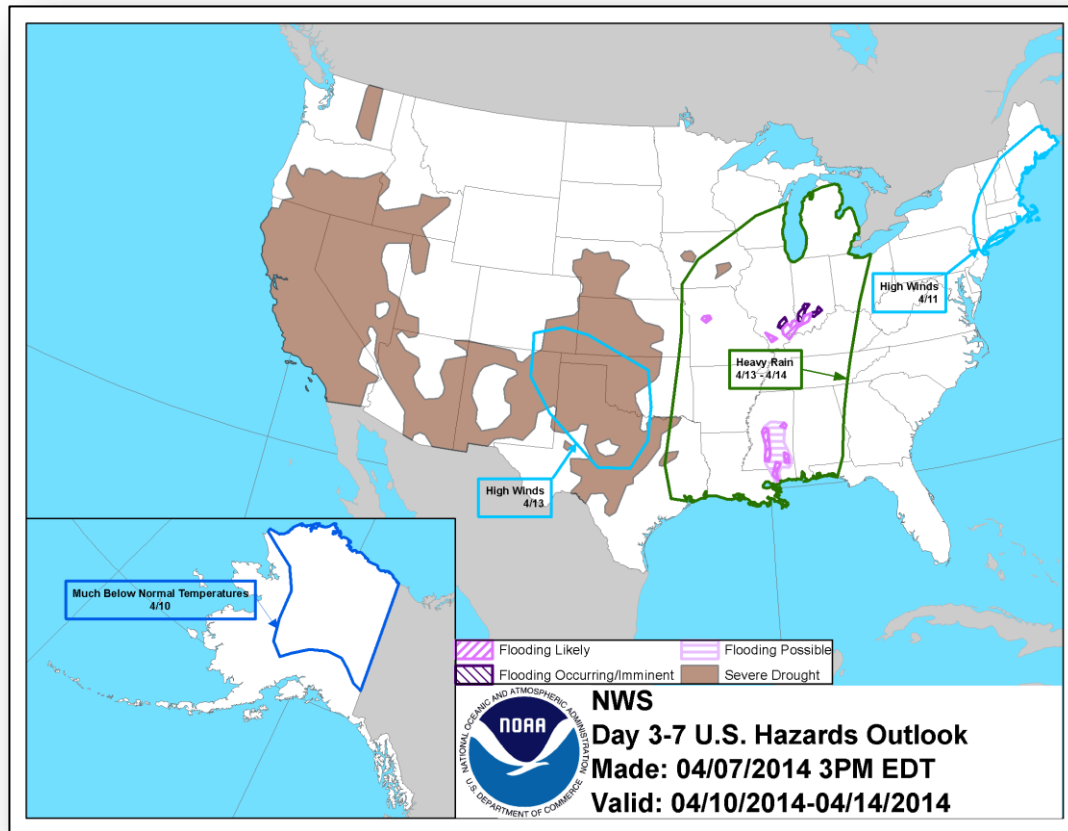 High Winds
4/11
Heavy Rain
4/13 - 4/14
High Winds
4/13
Much Below Normal Temperatures
4/10
Flooding Likely
Flooding Possible
Flooding Occurring/Imminent
Severe Drought
NATIONAL OCEANIC AND ATMOSPHERIC ADMINISTRATION
NOAA
U.S. DEPARTMENT OF COMMERCE
NWS
Day 3-7 U.S. Hazards Outlook
Made: 04/07/2014 3PM EDT
Valid: 04/10/2014-04/14/2014